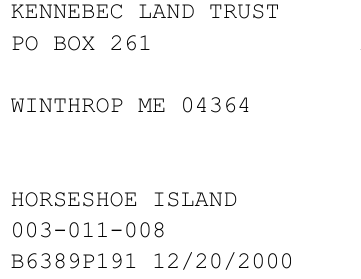 KENNEBEC LAND TRUST
PO BOX 261
WINTHROP ME 04364
HORSESHOE ISLAND
003-011-008
B6389P191 12/20/2000